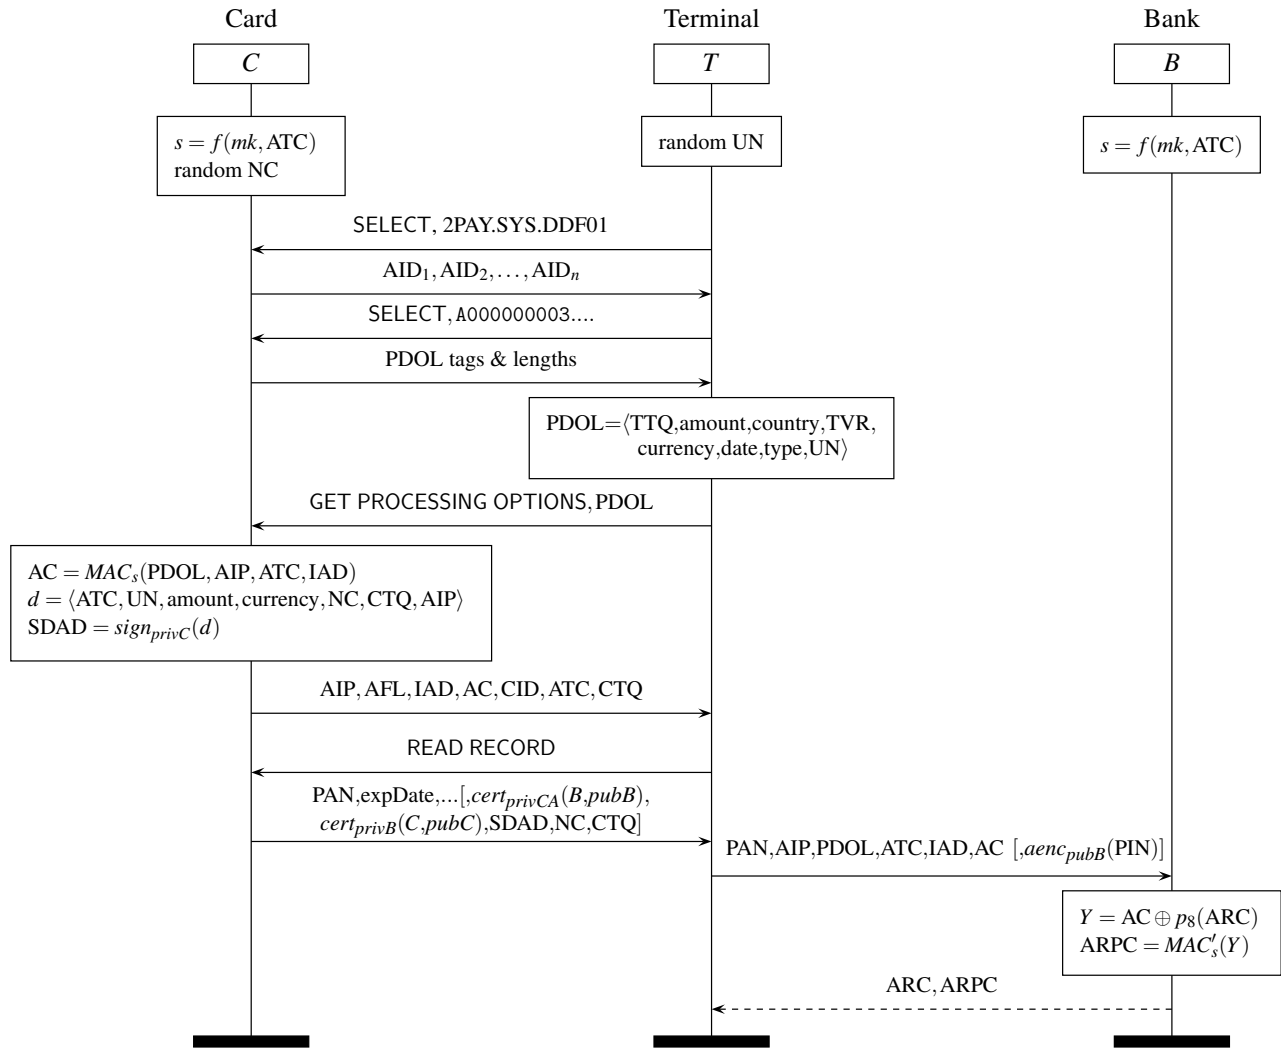 Card Terminal Bank
C T B
s = f(mk, ATC)
random NC
random UN
s = f(mk, ATC)
SELECT, 2PAY.SYS.DDF01
AID₁, AID₂, ..., AIDₙ
SELECT, A000000003....
PDOL tags & lengths
PDOL=⟨TTQ,amount,country,TVR,
currency,date,type,UN⟩
GET PROCESSING OPTIONS, PDOL
AC = MACₛ(PDOL, AIP, ATC, IAD)
d = ⟨ATC, UN, amount, currency, NC, CTQ, AIP⟩
SDAD = sign_privC(d)
AIP, AFL, IAD, AC, CID, ATC, CTQ
READ RECORD
PAN,expDate,...[,cert_privCA(B,pubB),
cert_privB(C,pubC),SDAD,NC,CTQ]
PAN,AIP,PDOL,ATC,IAD,AC [,aenc_pubB(PIN)]
Y = AC ⊕ p₈(ARC)
ARPC = MAC′ₛ(Y)
ARC, ARPC